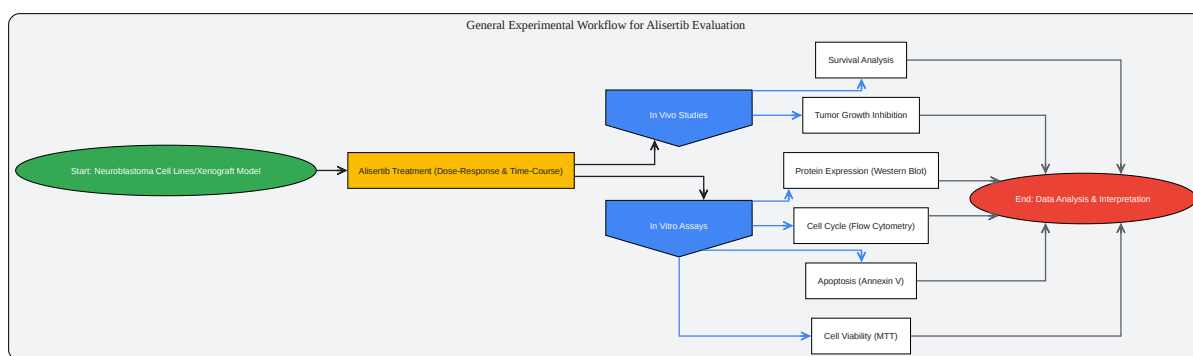 General Experimental Workflow for Alisertib Evaluation
Survival Analysis
In Vivo Studies
Tumor Growth Inhibition
Start: Neuroblastoma Cell Lines/Xenograft Model
Alisertib Treatment (Dose-Response & Time-Course)
Protein Expression (Western Blot)
End: Data Analysis & Interpretation
In Vitro Assays
Cell Cycle (Flow Cytometry)
Apoptosis (Annexin V)
Cell Viability (MTT)